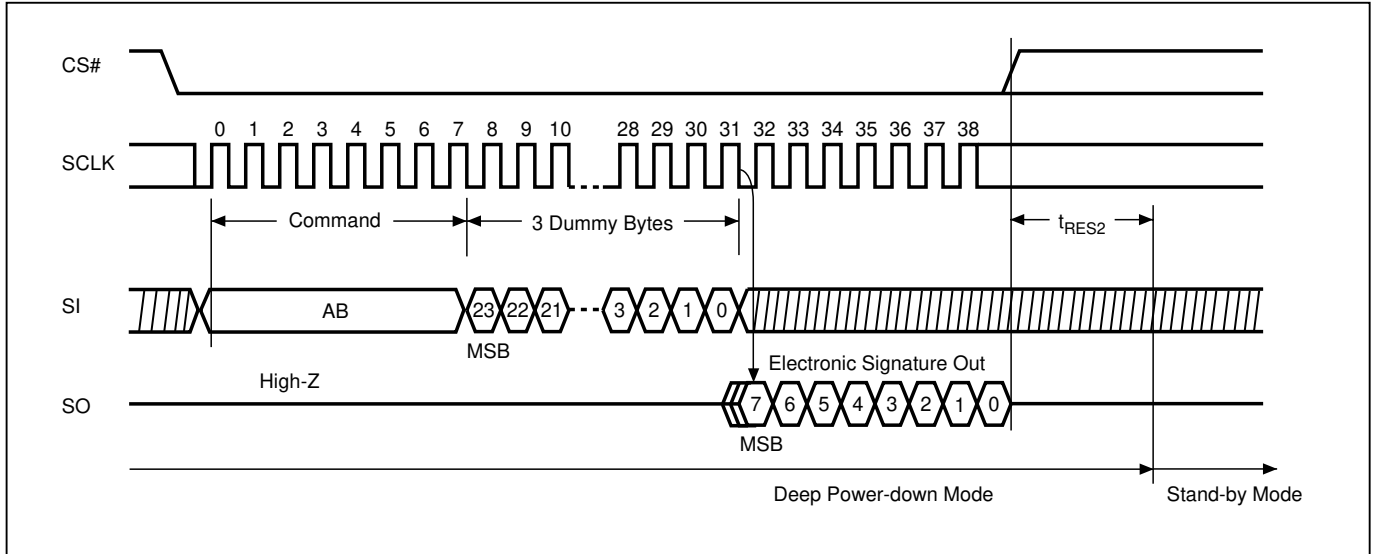 CS#
0 1 2 3 4 5 6 7 8 9 10 28 29 30 31 32 33 34 35 36 37 38
SCLK
Command 3 Dummy Bytes t_RES2
SI AB 23 22 21 3 2 1 0
MSB
High-Z Electronic Signature Out
SO 7 6 5 4 3 2 1 0
MSB
Deep Power-down Mode Stand-by Mode